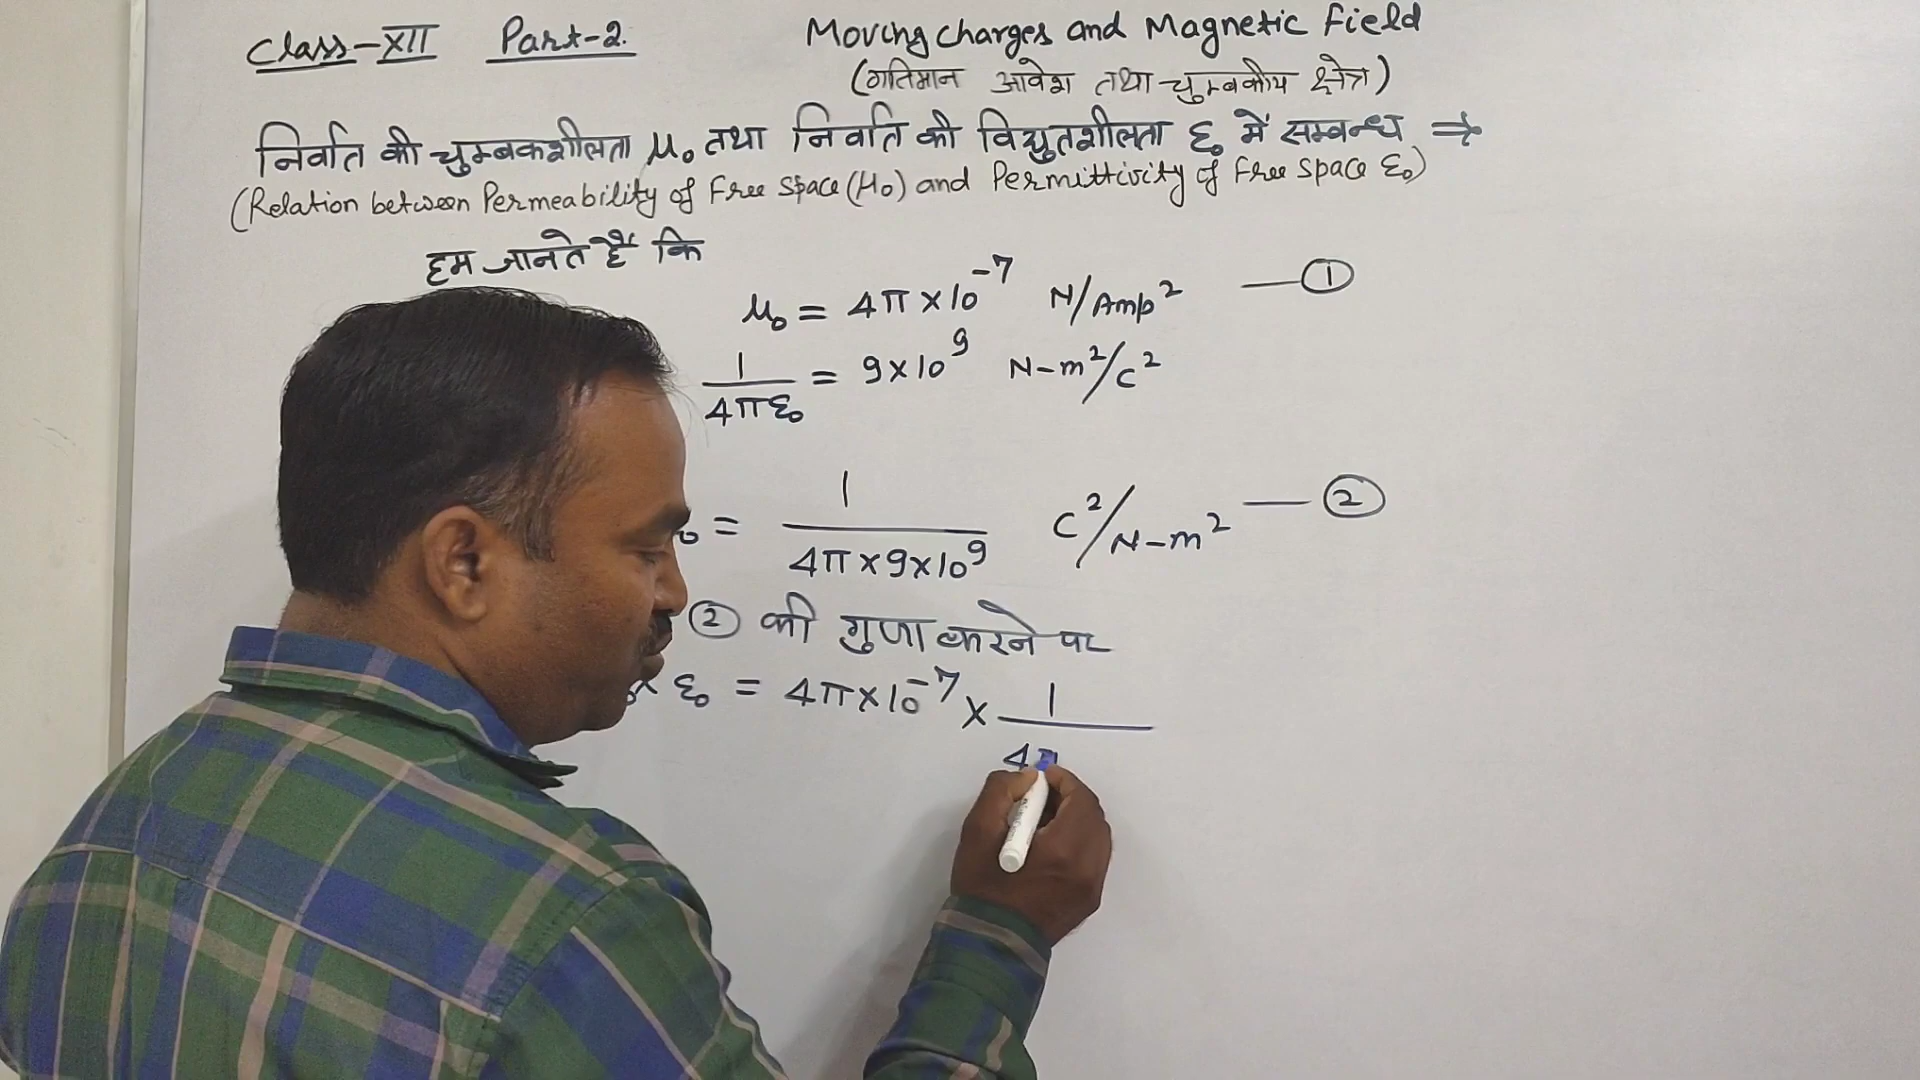 Class-XII Part-2. Moving charges and Magnetic Field
(गतिमान आवेश तथा चुम्बकीय क्षेत्र)
निर्वात की चुम्बकशीलता μ₀ तथा निर्वात की विद्युतशीलता ε₀ में सम्बन्ध ⇒
(Relation between Permeability of Free Space (μ₀) and Permittivity of Free Space ε₀)
हम जानते हैं कि
μ₀ = 4π×10⁻⁷ N/Amp² —①
1/4πε₀ = 9×10⁹ N-m²/C²
₀ = 1/4π×9×10⁹ C²/N-m² —②
② की गुणा करने पर
₀× ε₀ = 4π×10⁻⁷ × 1/4π